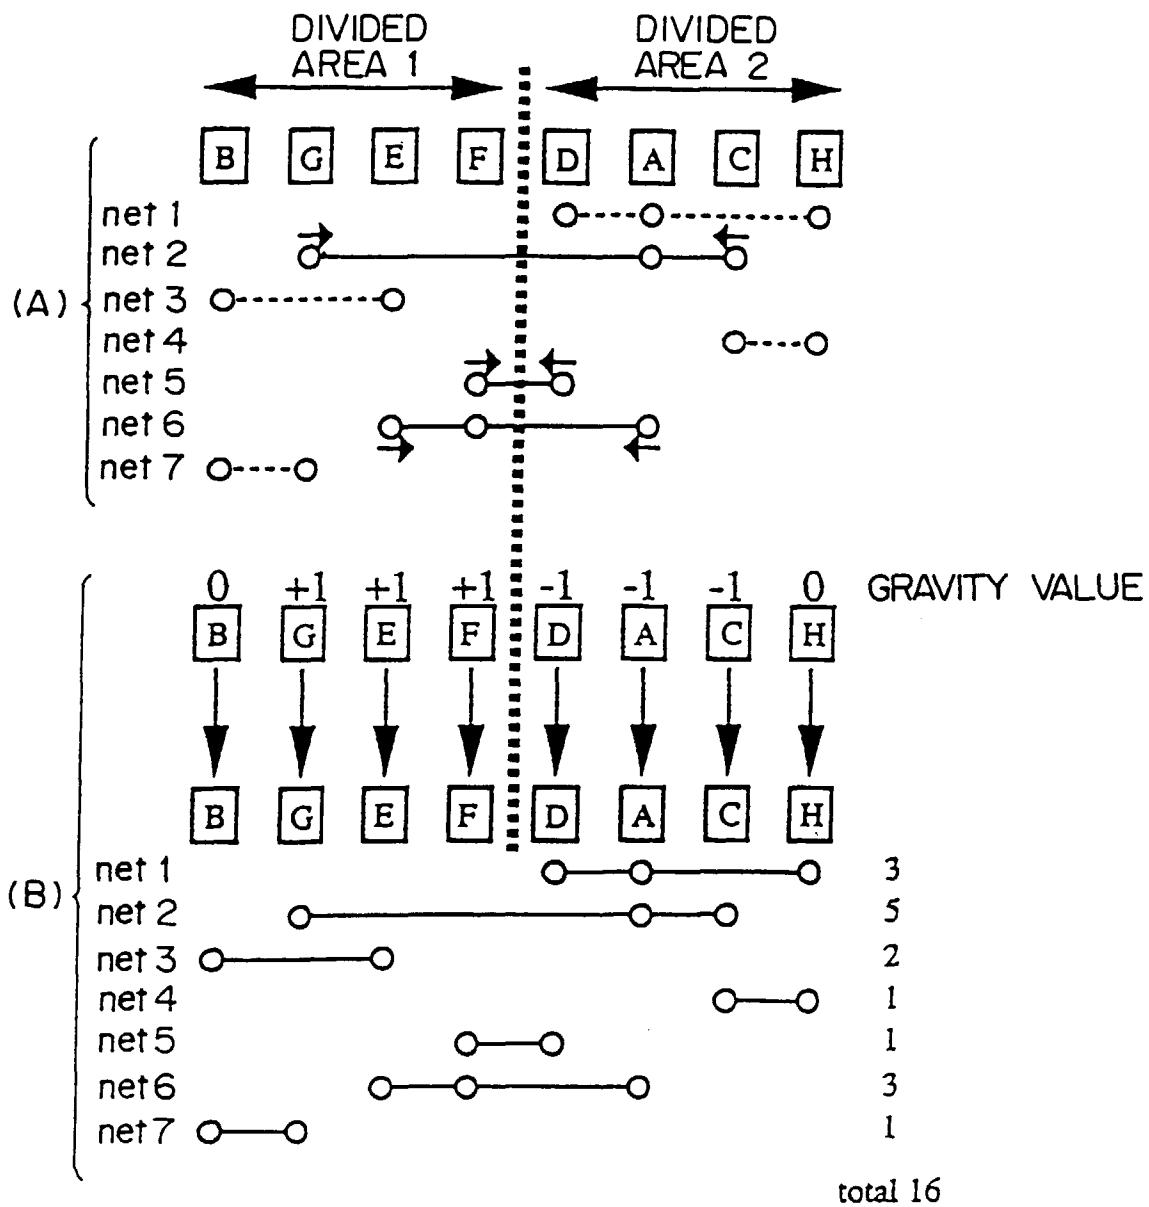 DIVIDED AREA 1
DIVIDED AREA 2
B G E F D A C H
net 1
net 2
(A)
net 3
net 4
net 5
net 6
net 7
0 +1 +1 +1 -1 -1 -1 0 GRAVITY VALUE
B G E F D A C H
B G E F D A C H
net 1 3
net 2 5
(B)
net 3 2
net 4 1
net 5 1
net 6 3
net 7 1
total 16